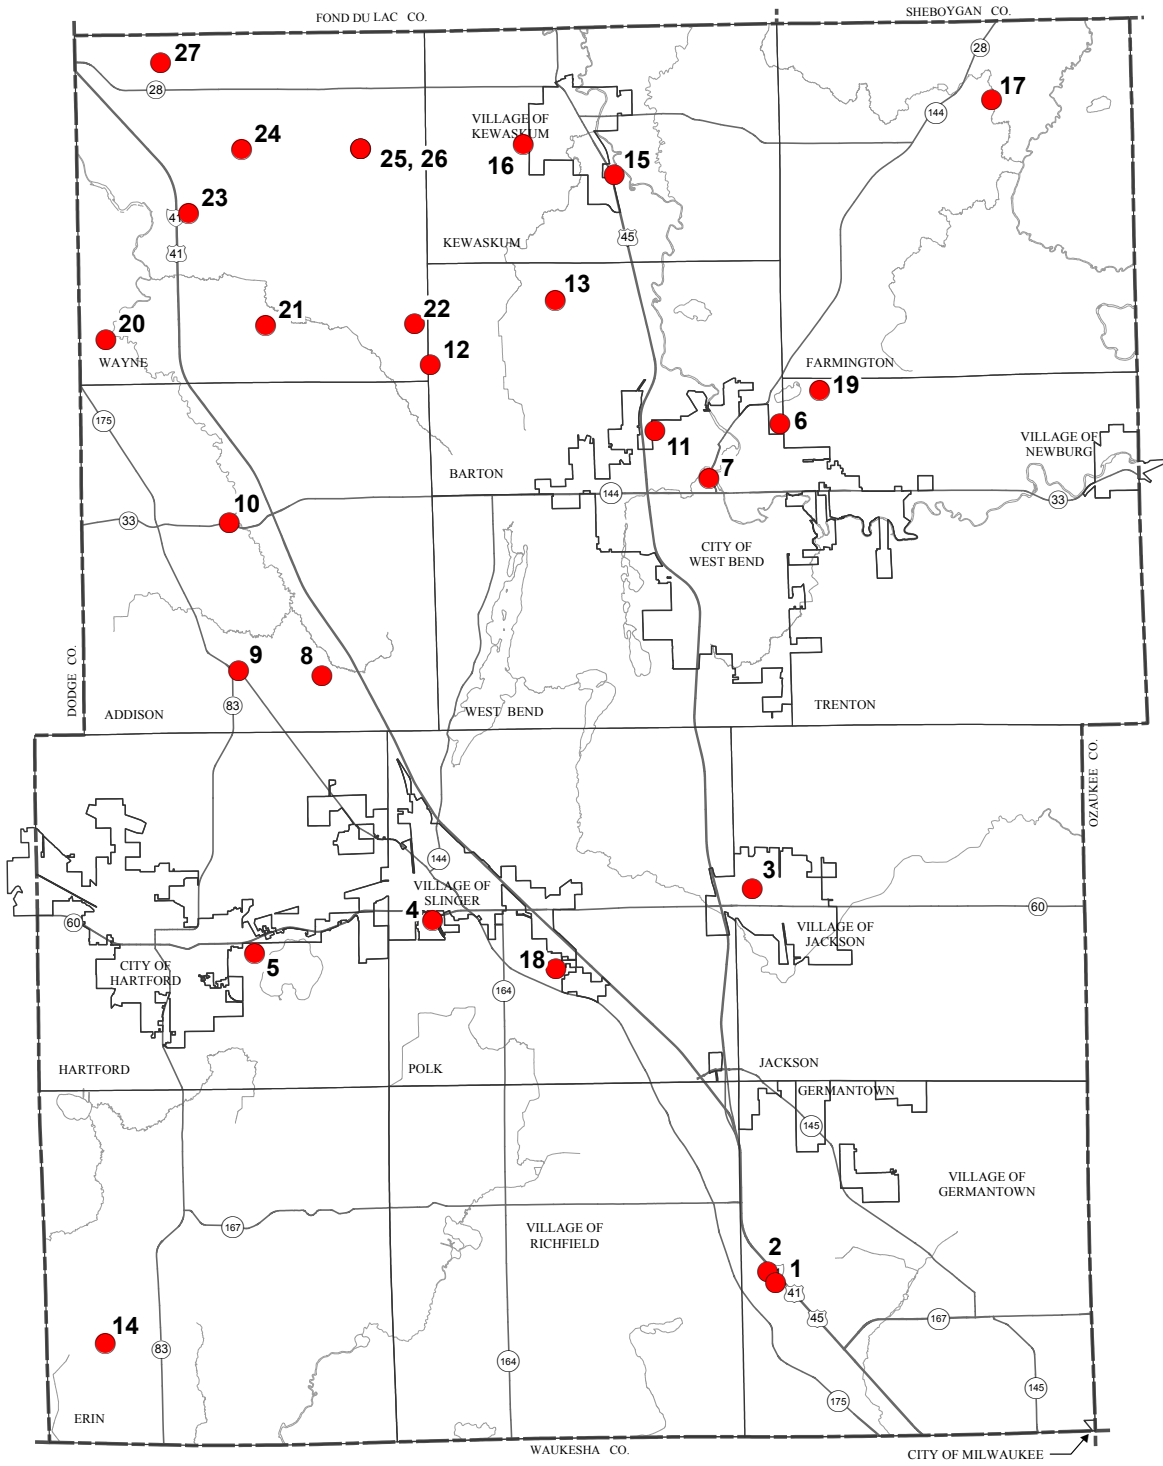 FOND DU LAC CO.
SHEBOYGAN CO.
27
28
28
17
144
VILLAGE OF
KEWASKUM
24
25, 26
16
15
23
41
41
45
KEWASKUM
13
21
22
20
12
WAYNE
FARMINGTON
19
175
6
11
VILLAGE OF
NEWBURG
7
BARTON
144
33
10
33
CITY OF
WEST BEND
9
8
DODGE CO.
83
ADDISON
WEST BEND
TRENTON
OZAUKEE CO.
144
3
VILLAGE OF
SLINGER
4
60
60
VILLAGE OF
JACKSON
5
18
CITY OF
HARTFORD
164
HARTFORD
POLK
JACKSON
GERMANTOWN
145
VILLAGE OF
GERMANTOWN
167
VILLAGE OF
RICHFIELD
2
1
41
45
167
14
83
164
175
145
ERIN
WAUKESHA CO.
CITY OF MILWAUKEE